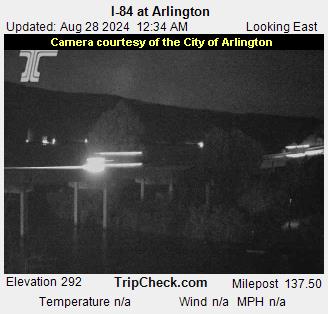 I-84 at Arlington
Updated: Aug 28 2024 12:34 AM Looking East
Camera courtesy of the City of Arlington
Elevation 292 TripCheck.com Milepost 137.50
Temperature n/a Wind n/a MPH n/a